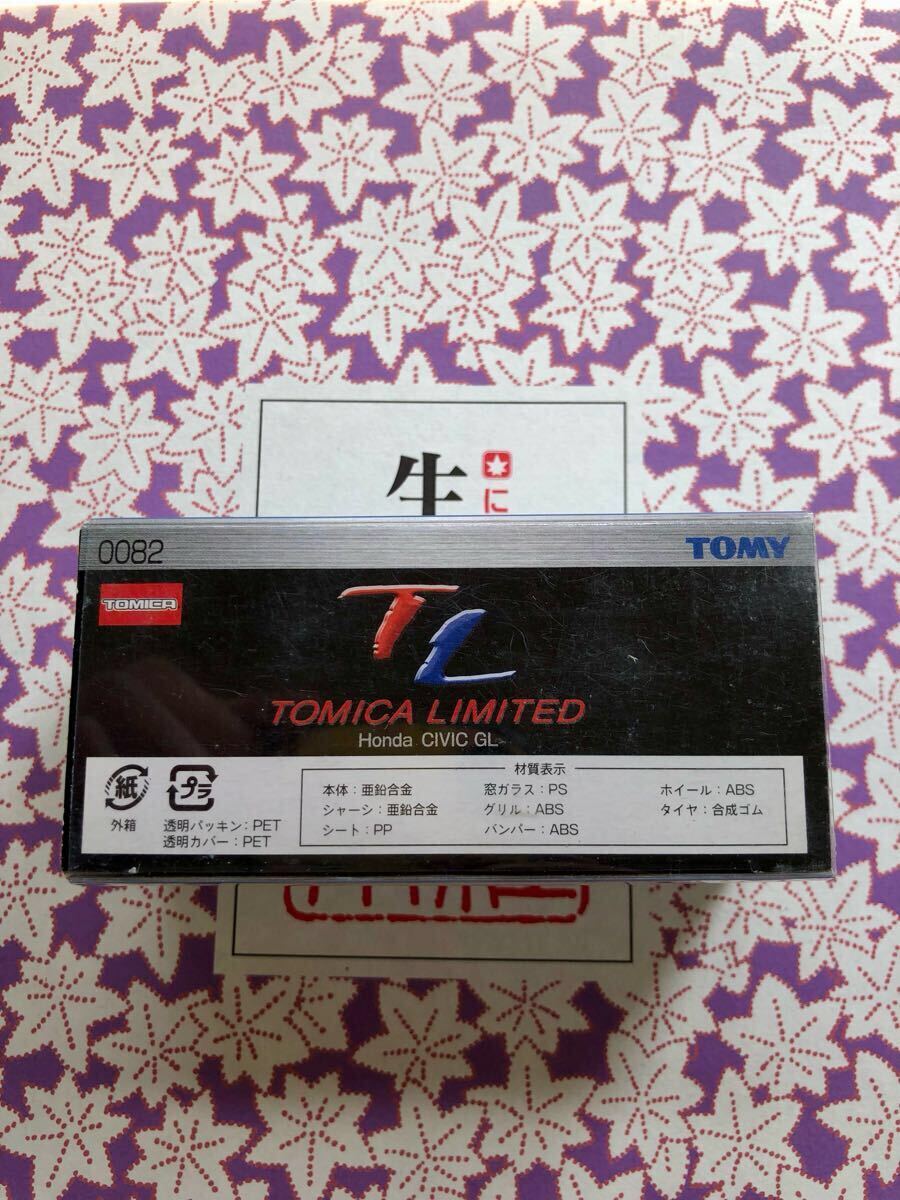 牛
に
0082
TOMY
TOMICA
TL
TOMICA LIMITED
Honda CIVIC GL
材質表示
紙
外箱
プラ
透明パッキン：PET
透明カバー：PET
本体：亜鉛合金
シャーシ：亜鉛合金
シート：PP
窓ガラス：PS
グリル：ABS
バンパー：ABS
ホイール：ABS
タイヤ：合成ゴム